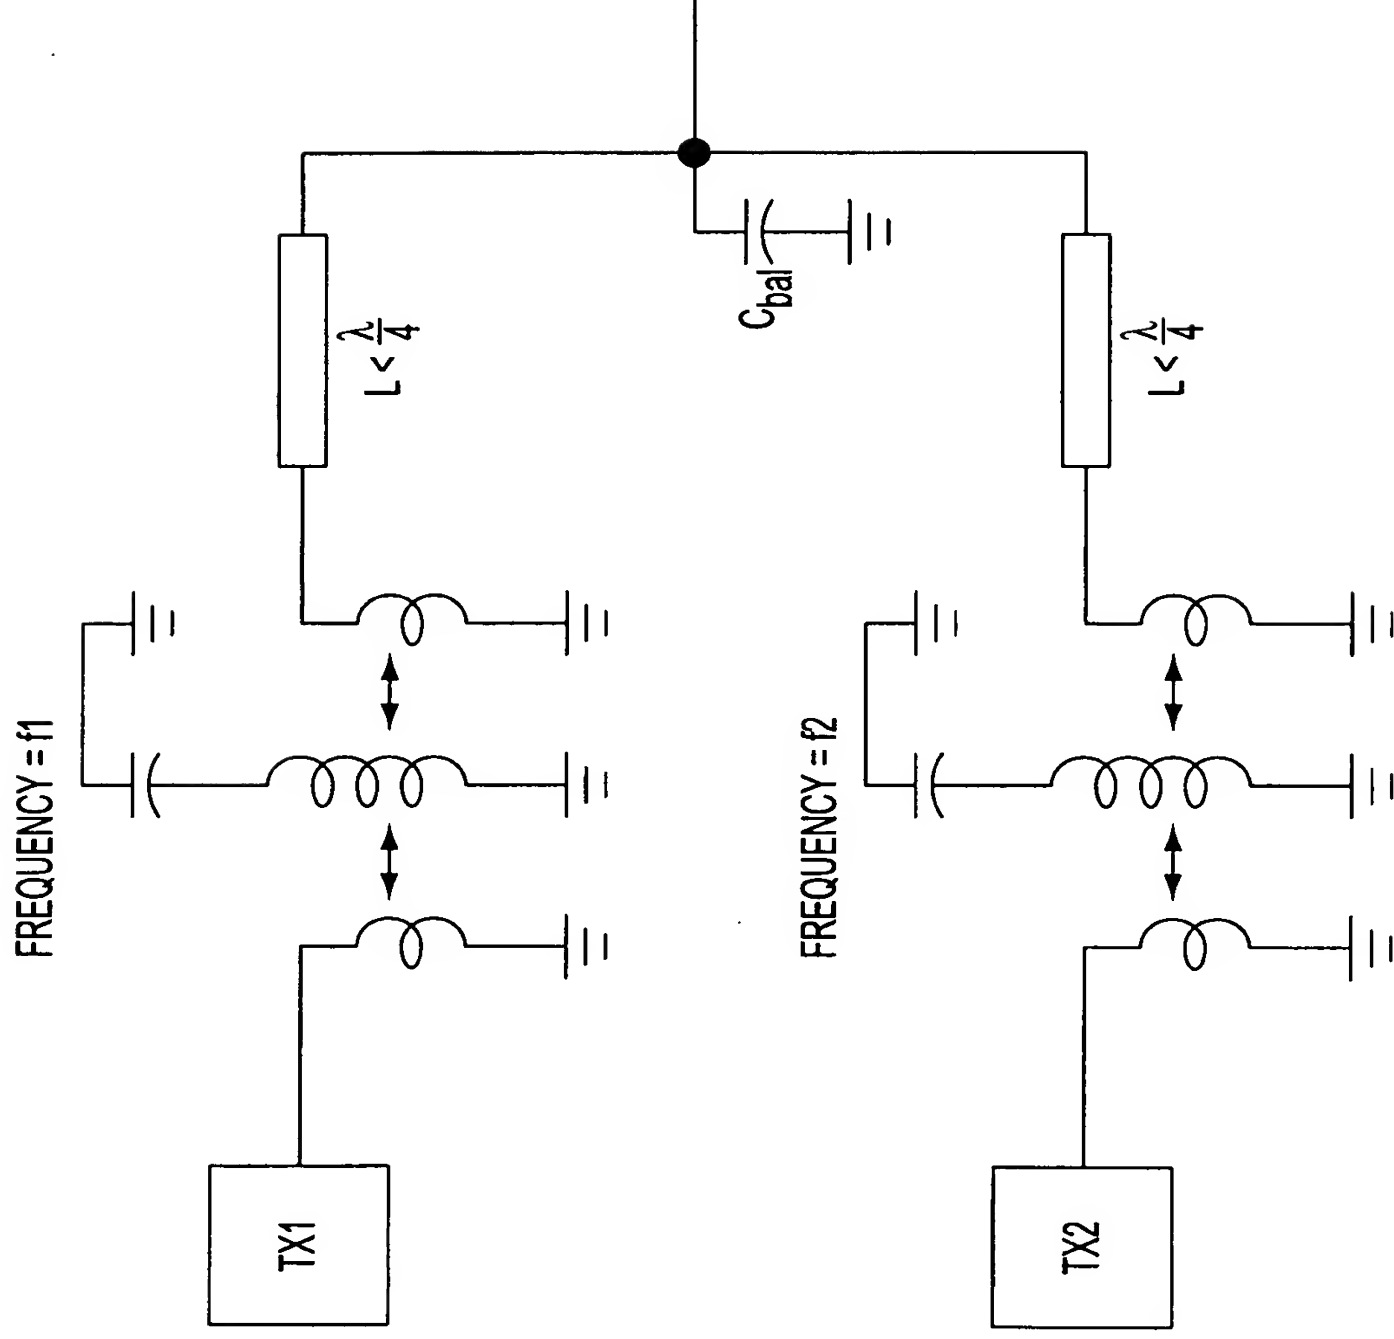 FREQUENCY = f1
TX1
L < λ/4
C_bal
FREQUENCY = f2
TX2
L < λ/4